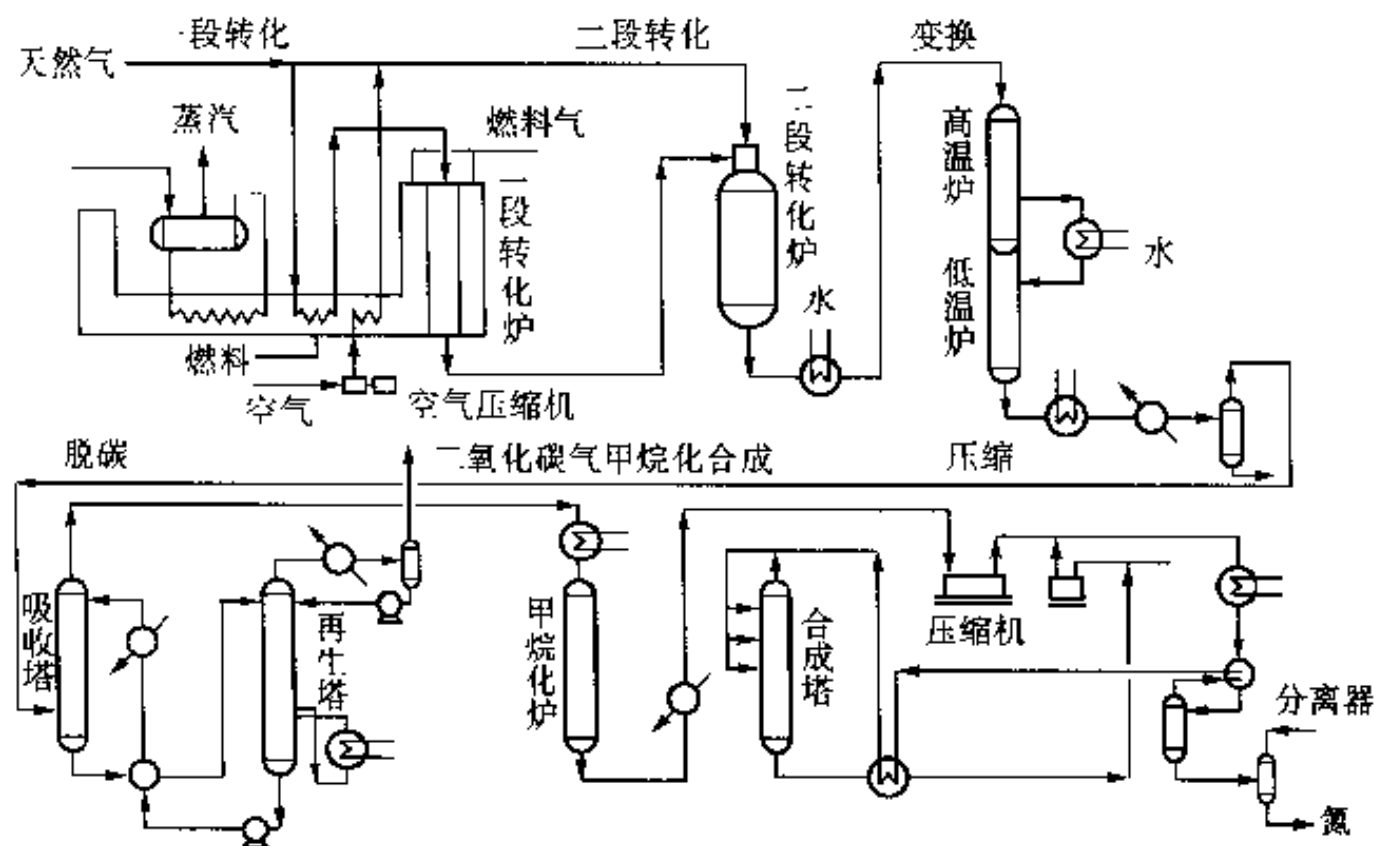 一段转化
二段转化
变换
天然气
蒸汽
燃料气
一段转化炉
二段转化炉
高温炉
低温炉
水
水
燃料
空气
空气压缩机
脱碳
二氧化碳气甲烷化合成
压缩
吸收塔
再生塔
甲烷化炉
合成塔
压缩机
分离器
氮